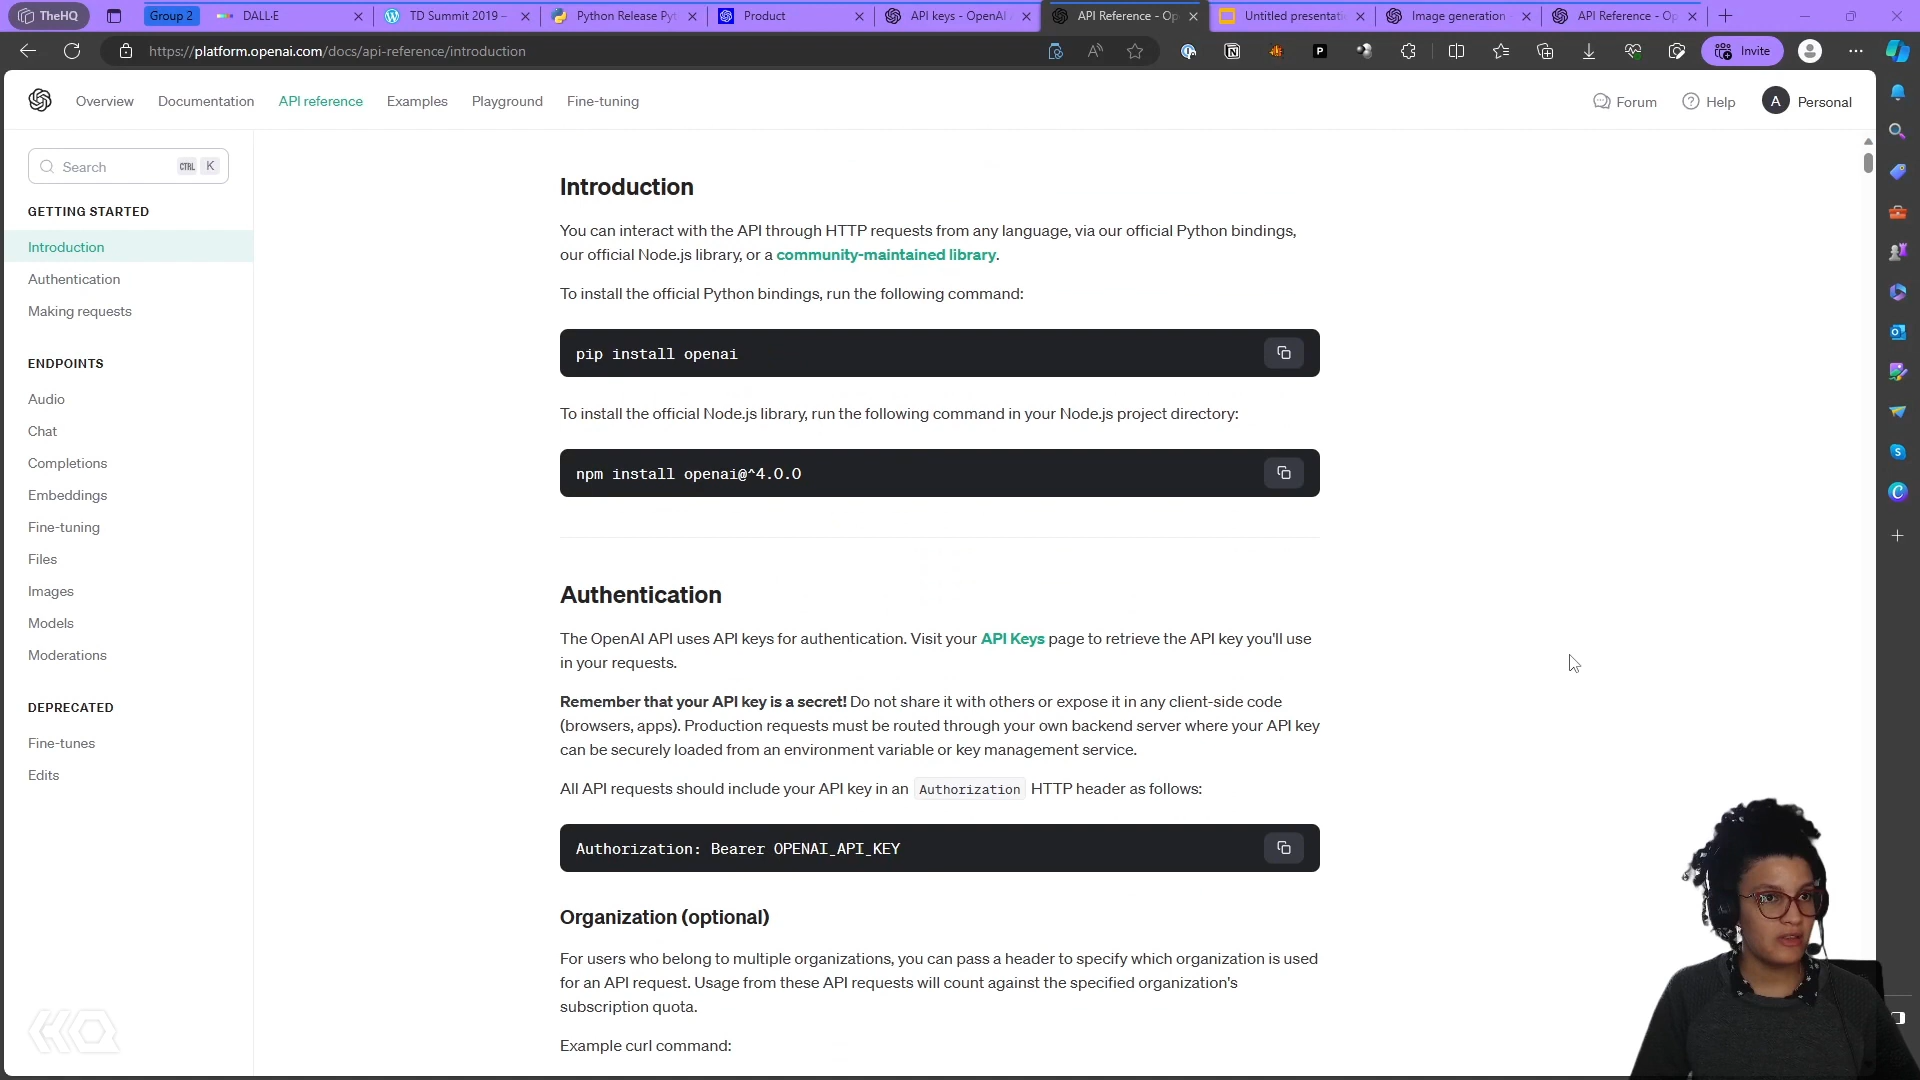 TheHQ
Group 2
DALL·E
TD Summit 2019 –
Python Release Pyt
Product
API keys - OpenAI A
API Reference - Op
Untitled presentati
Image generation -
API Reference - Op
https://platform.openai.com/docs/api-reference/introduction
Invite
Overview
Documentation
API reference
Examples
Playground
Fine-tuning
Forum
Help
A
Personal
Search
CTRL K
GETTING STARTED
Introduction
Authentication
Making requests
ENDPOINTS
Audio
Chat
Completions
Embeddings
Fine-tuning
Files
Images
Models
Moderations
DEPRECATED
Fine-tunes
Edits
HQ
Introduction
You can interact with the API through HTTP requests from any language, via our official Python bindings,
our official Node.js library, or a community-maintained library.
To install the official Python bindings, run the following command:
pip install openai
To install the official Node.js library, run the following command in your Node.js project directory:
npm install openai@^4.0.0
Authentication
The OpenAI API uses API keys for authentication. Visit your API Keys page to retrieve the API key you'll use
in your requests.
Remember that your API key is a secret! Do not share it with others or expose it in any client-side code
(browsers, apps). Production requests must be routed through your own backend server where your API key
can be securely loaded from an environment variable or key management service.
All API requests should include your API key in an Authorization HTTP header as follows:
Authorization: Bearer OPENAI_API_KEY
Organization (optional)
For users who belong to multiple organizations, you can pass a header to specify which organization is used
for an API request. Usage from these API requests will count against the specified organization's
subscription quota.
Example curl command: